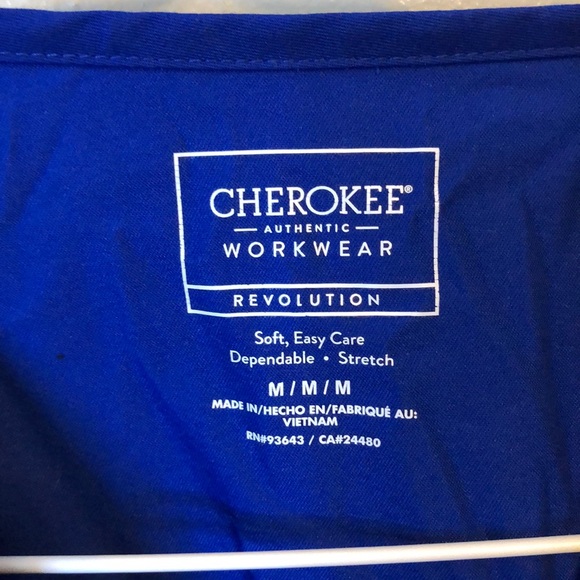 CHEROKEE®
AUTHENTIC
WORKWEAR
REVOLUTION
Soft, Easy Care
Dependable • Stretch
M / M / M
MADE IN/HECHO EN/FABRIQUÉ AU:
VIETNAM
RN#93643 / CA#24480